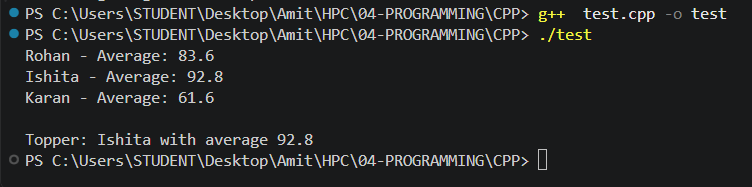 PS C:\Users\STUDENT\Desktop\Amit\HPC\04-PROGRAMMING\CPP> g++  test.cpp -o test
PS C:\Users\STUDENT\Desktop\Amit\HPC\04-PROGRAMMING\CPP> ./test
Rohan - Average: 83.6
Ishita - Average: 92.8
Karan - Average: 61.6
Topper: Ishita with average 92.8
PS C:\Users\STUDENT\Desktop\Amit\HPC\04-PROGRAMMING\CPP>